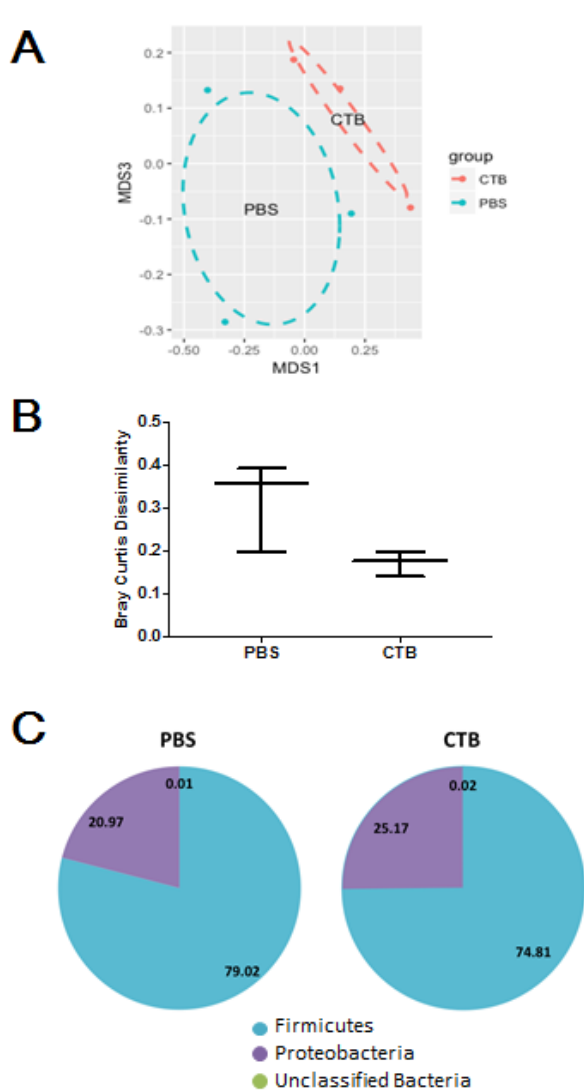 A
0.2
0.1
0.0
-0.1
-0.2
-0.3
MDS3
CTB
PBS
-0.50
-0.25
0.00
0.25
MDS1
group
CTB
PBS
B
0.5
0.4
0.3
0.2
0.1
0.0
Bray Curtis Dissimilarity
PBS
CTB
C
PBS
CTB
0.01
20.97
79.02
0.02
25.17
74.81
Firmicutes
Proteobacteria
Unclassified Bacteria